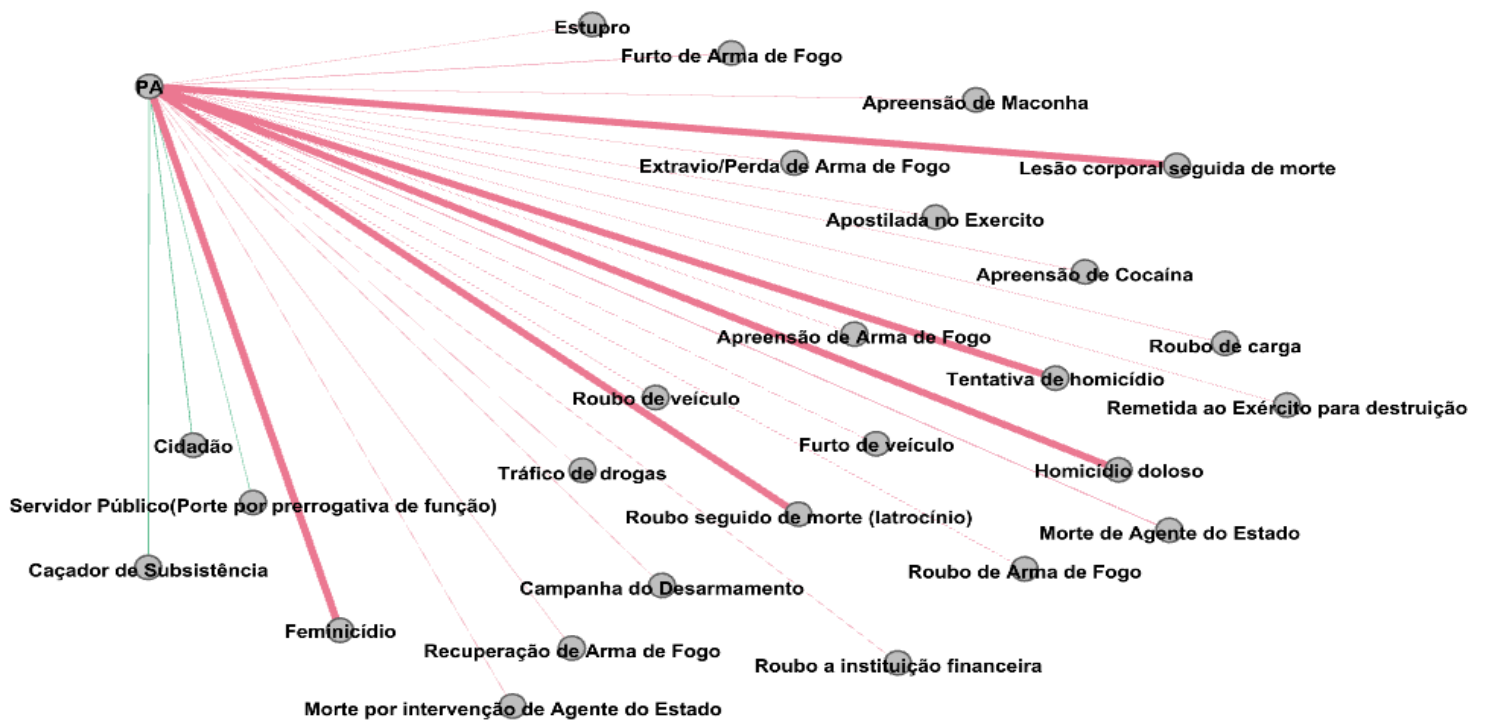 Estupro
Furto de Arma de Fogo
PA
Apreensão de Maconha
Extravio/Perda de Arma de Fogo
Lesão corporal seguida de morte
Apostilada no Exercito
Apreensão de Cocaína
Apreensão de Arma de Fogo
Roubo de carga
Tentativa de homicídio
Roubo de veículo
Remetida ao Exército para destruição
Cidadão
Furto de veículo
Tráfico de drogas
Homicídio doloso
Servidor Público(Porte por prerrogativa de função)
Roubo seguido de morte (latrocínio)
Morte de Agente do Estado
Caçador de Subsistência
Roubo de Arma de Fogo
Campanha do Desarmamento
Feminicídio
Recuperação de Arma de Fogo
Roubo a instituição financeira
Morte por intervenção de Agente do Estado